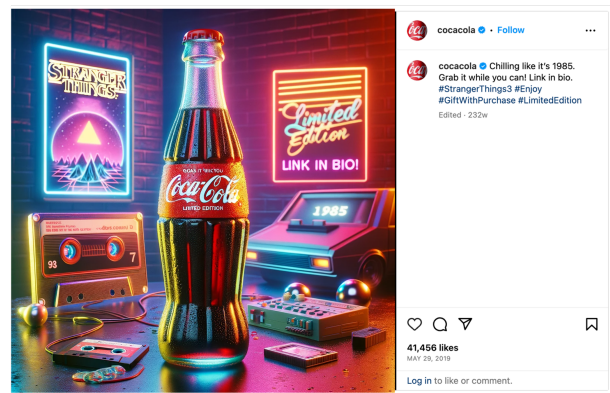 STRANGER
THINGS
Limited
Edition
LINK IN BIO!
Coca-Cola
LIMITED EDITION
1985
93
7
Coca-Cola
cocacola • Follow
cocacola Chilling like it's 1985.
Grab it while you can! Link in bio.
#StrangerThings3 #Enjoy
#GiftWithPurchase #LimitedEdition
Edited · 232w
41,456 likes
MAY 29, 2019
Log in to like or comment.